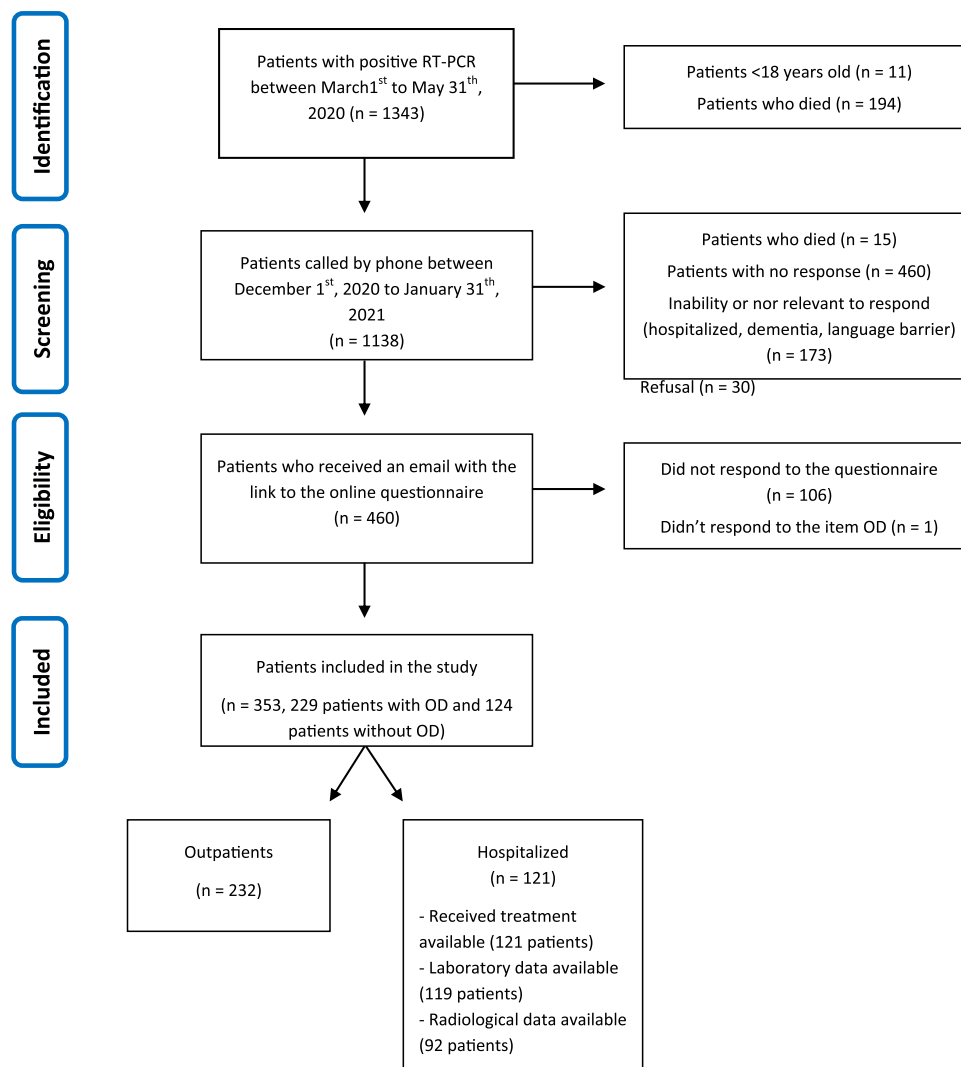 Identification
Patients with positive RT-PCR
between March1st to May 31th,
2020 (n = 1343)
Patients <18 years old (n = 11)
Patients who died (n = 194)
Screening
Patients called by phone between
December 1st, 2020 to January 31th,
2021
(n = 1138)
Patients who died (n = 15)
Patients with no response (n = 460)
Inability or nor relevant to respond
(hospitalized, dementia, language barrier)
(n = 173)
Refusal (n = 30)
Eligibility
Patients who received an email with the
link to the online questionnaire
(n = 460)
Did not respond to the questionnaire
(n = 106)
Didn't respond to the item OD (n = 1)
Included
Patients included in the study
(n = 353, 229 patients with OD and 124
patients without OD)
Outpatients
(n = 232)
Hospitalized
(n = 121)
- Received treatment
available (121 patients)
- Laboratory data available
(119 patients)
- Radiological data available
(92 patients)